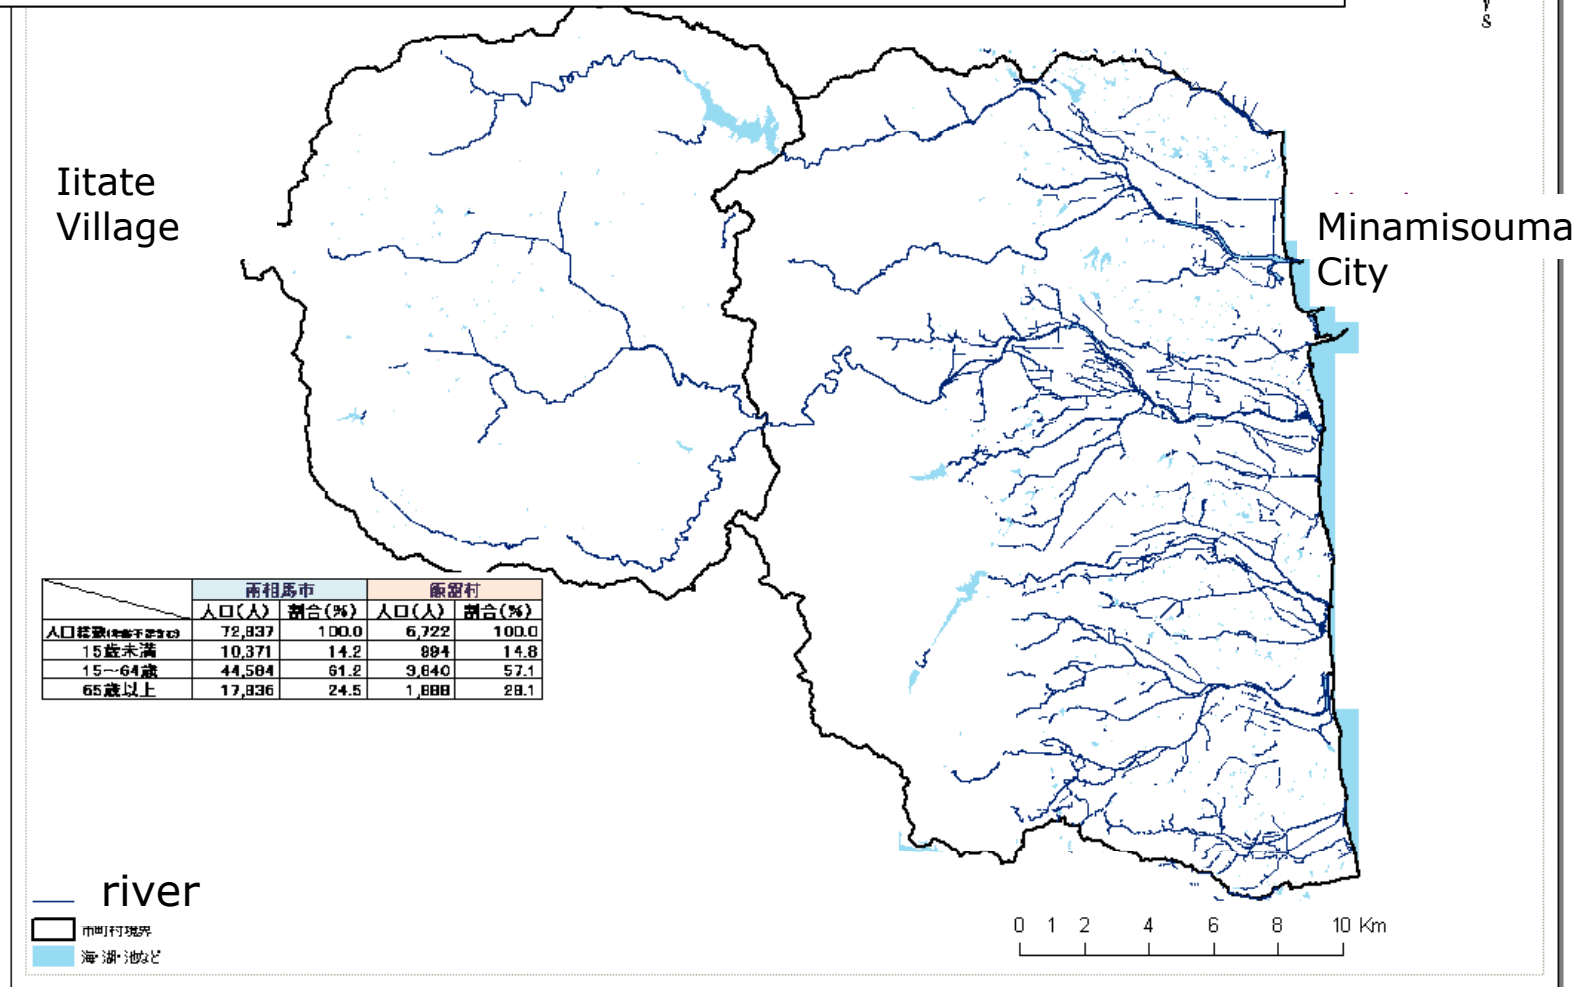 S
Iitate
Village
Minamisouma
City
南相馬市 飯舘村
人口(人) 割合(%) 人口(人) 割合(%)
人口総数 72,837 100.0 6,722 100.0
15歳未満 10,371 14.2 994 14.8
15～64歳 44,584 61.2 3,840 57.1
65歳以上 17,836 24.5 1,888 28.1
river
市町村境界
海・湖・池など
0 1 2 4 6 8 10 Km